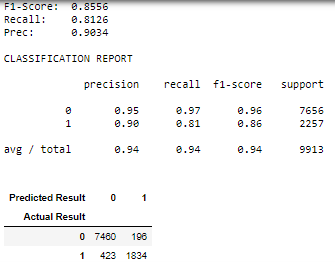 F1-Score: 0.8556
Recall: 0.8126
Prec: 0.9034
CLASSIFICATION REPORT
precision recall f1-score support
0 0.95 0.97 0.96 7656
1 0.90 0.81 0.86 2257
avg / total 0.94 0.94 0.94 9913
Predicted Result 0 1
Actual Result
0 7460 196
1 423 1834